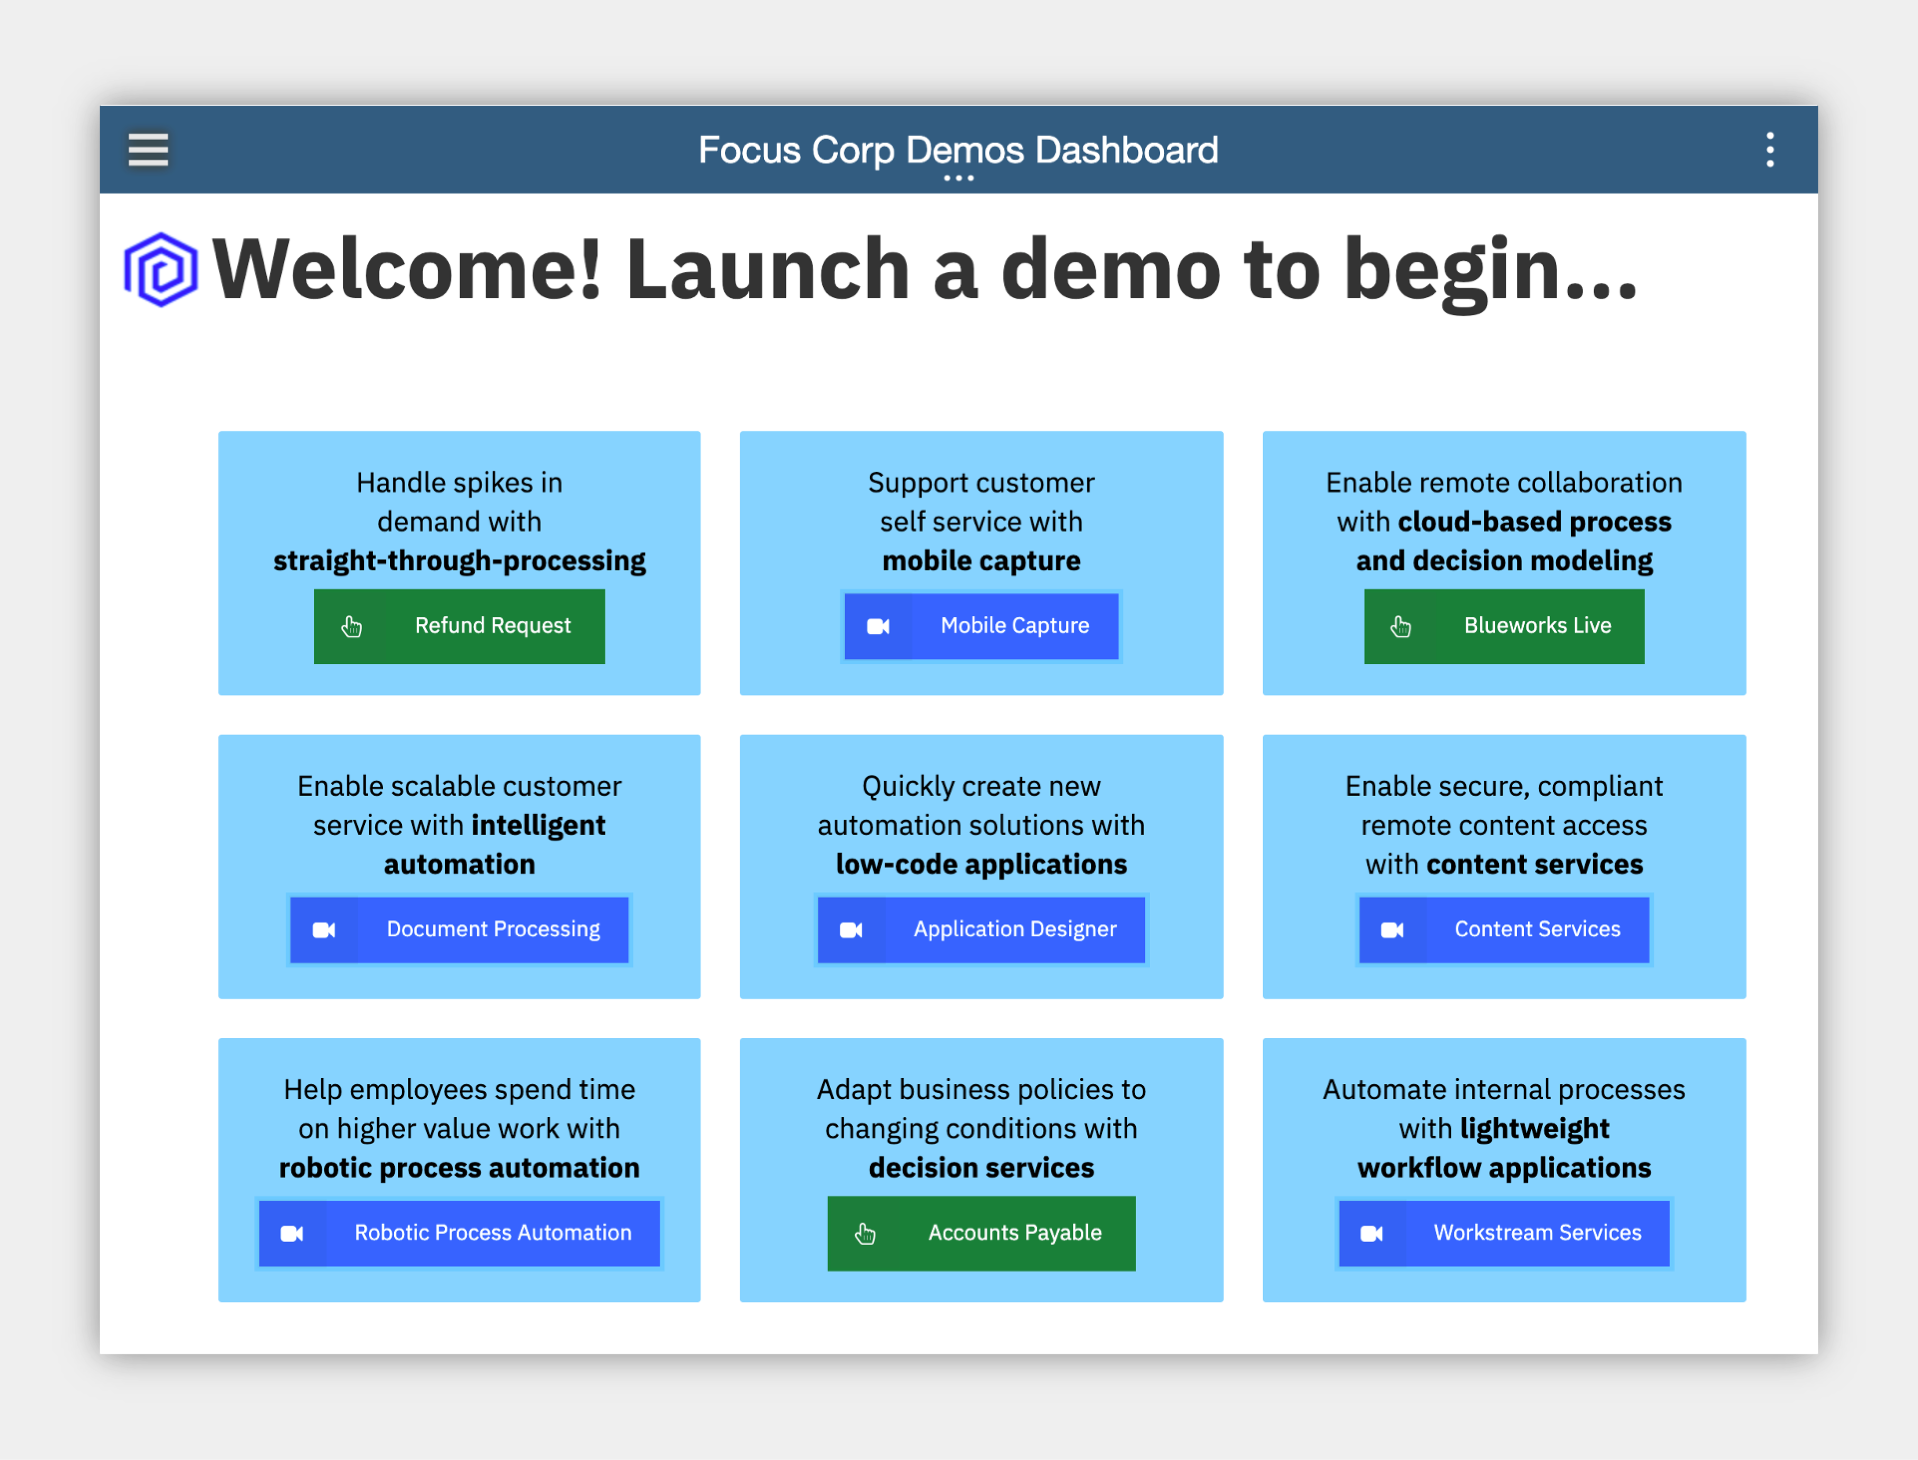 Focus Corp Demos Dashboard
Welcome! Launch a demo to begin...
Handle spikes in
demand with
straight-through-processing
Refund Request
Support customer
self service with
mobile capture
Mobile Capture
Enable remote collaboration
with cloud-based process
and decision modeling
Blueworks Live
Enable scalable customer
service with intelligent
automation
Document Processing
Quickly create new
automation solutions with
low-code applications
Application Designer
Enable secure, compliant
remote content access
with content services
Content Services
Help employees spend time
on higher value work with
robotic process automation
Robotic Process Automation
Adapt business policies to
changing conditions with
decision services
Accounts Payable
Automate internal processes
with lightweight
workflow applications
Workstream Services